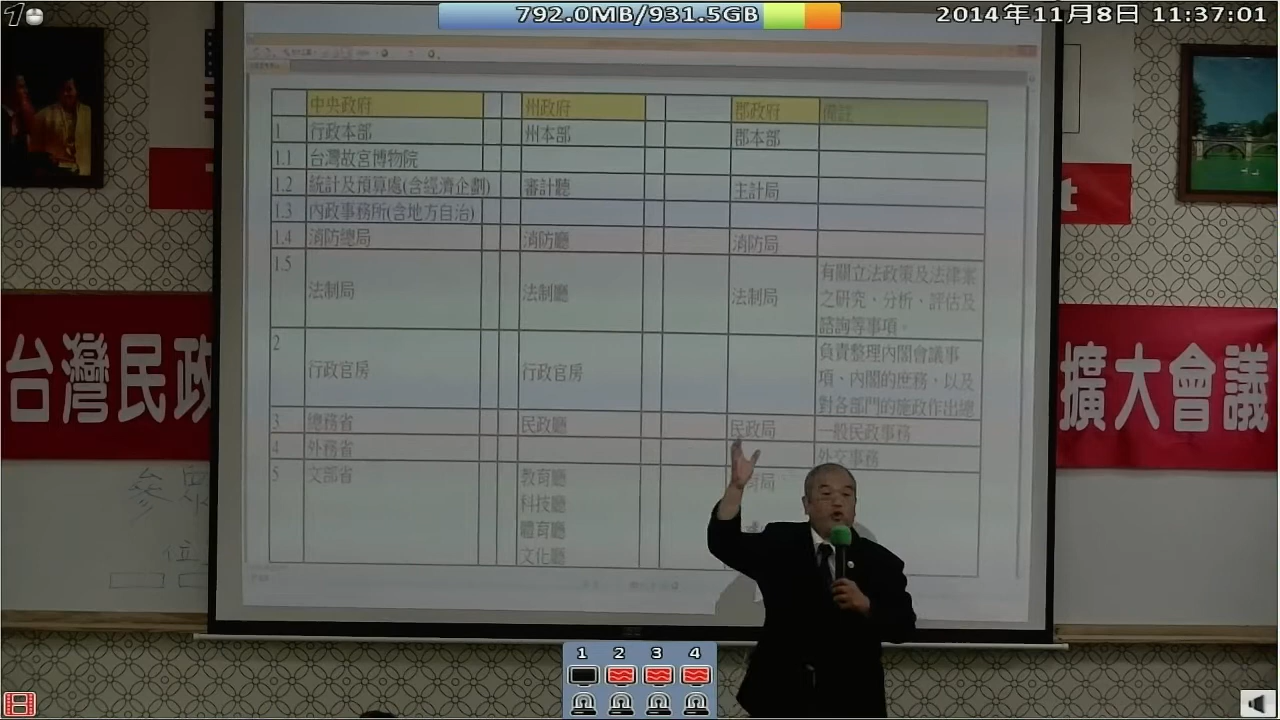 792.0MB/931.5GB
2014年11月8日 11:37:01
中央政府 州政府 郡政府 備註
1 行政本部 州本部 郡本部
1.1 台灣故宮博物院
1.2 統計及預算處(含經濟企劃) 審計聽 主計局
1.3 內政事務所(含地方自治)
1.4 消防總局 消防廳 消防局
1.5 法制局 法制廳 法制局 有關立法政策及法律案
之研究、分析、評估及
諮詢等事項。
2 行政官房 行政官房 負責整理內閣會議事
項、內閣的庶務，以及
對各部門的施政作出總
3 總務省 民政廳 民政局 一般民政事務
4 外務省 外交事務
5 文部省 教育廳 育局
科技廳
體育廳
文化廳
t
台灣民政
擴大會議
參眾
位
1 2 3 4